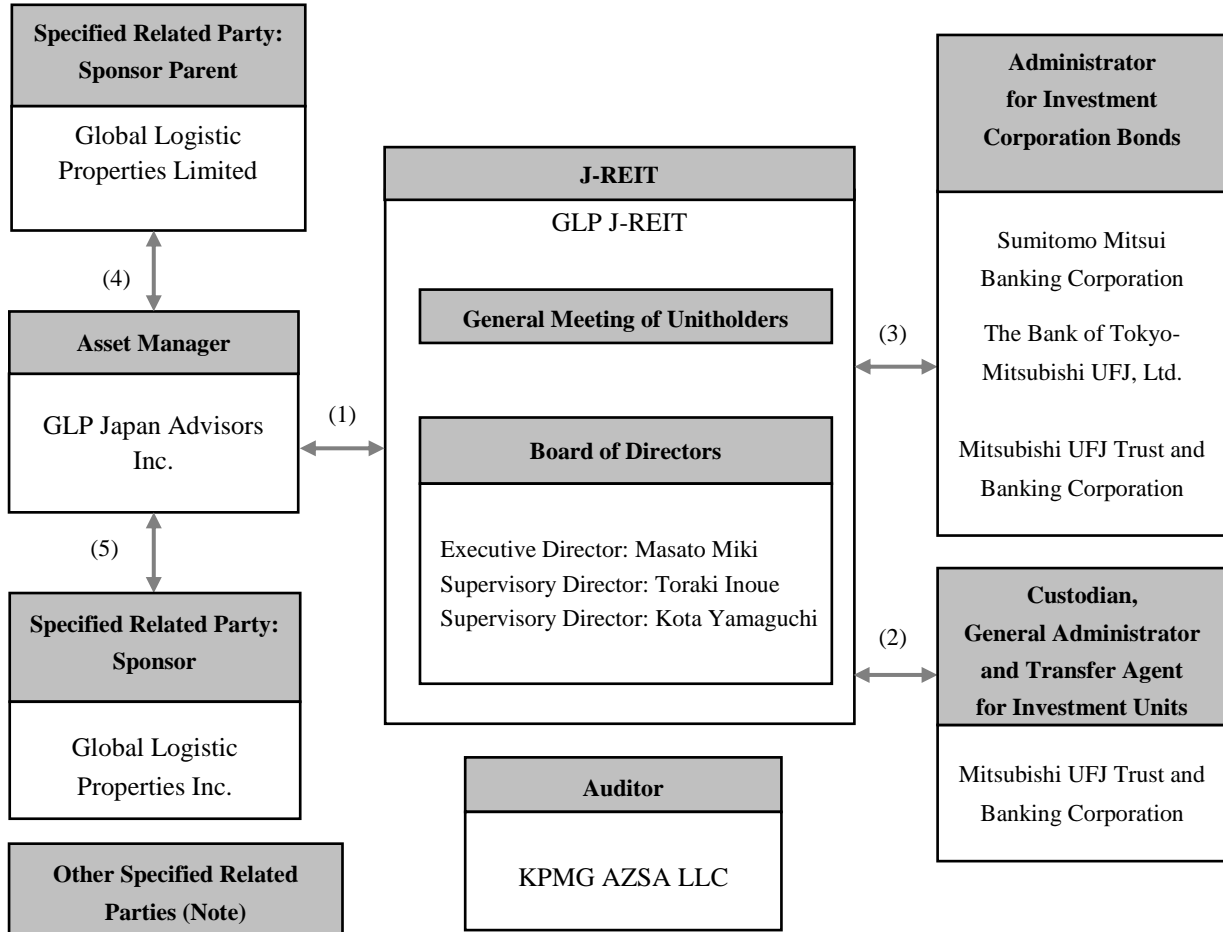 Specified Related Party:
Sponsor Parent
Global Logistic
Properties Limited
(4)
Asset Manager
GLP Japan Advisors
Inc.
(1)
(5)
Specified Related Party:
Sponsor
Global Logistic
Properties Inc.
Other Specified Related
Parties (Note)
J-REIT
GLP J-REIT
General Meeting of Unitholders
Board of Directors
Executive Director: Masato Miki
Supervisory Director: Toraki Inoue
Supervisory Director: Kota Yamaguchi
Auditor
KPMG AZSA LLC
(3)
(2)
Administrator
for Investment
Corporation Bonds
Sumitomo Mitsui
Banking Corporation
The Bank of Tokyo-
Mitsubishi UFJ, Ltd.
Mitsubishi UFJ Trust and
Banking Corporation
Custodian,
General Administrator
and Transfer Agent
for Investment Units
Mitsubishi UFJ Trust and
Banking Corporation